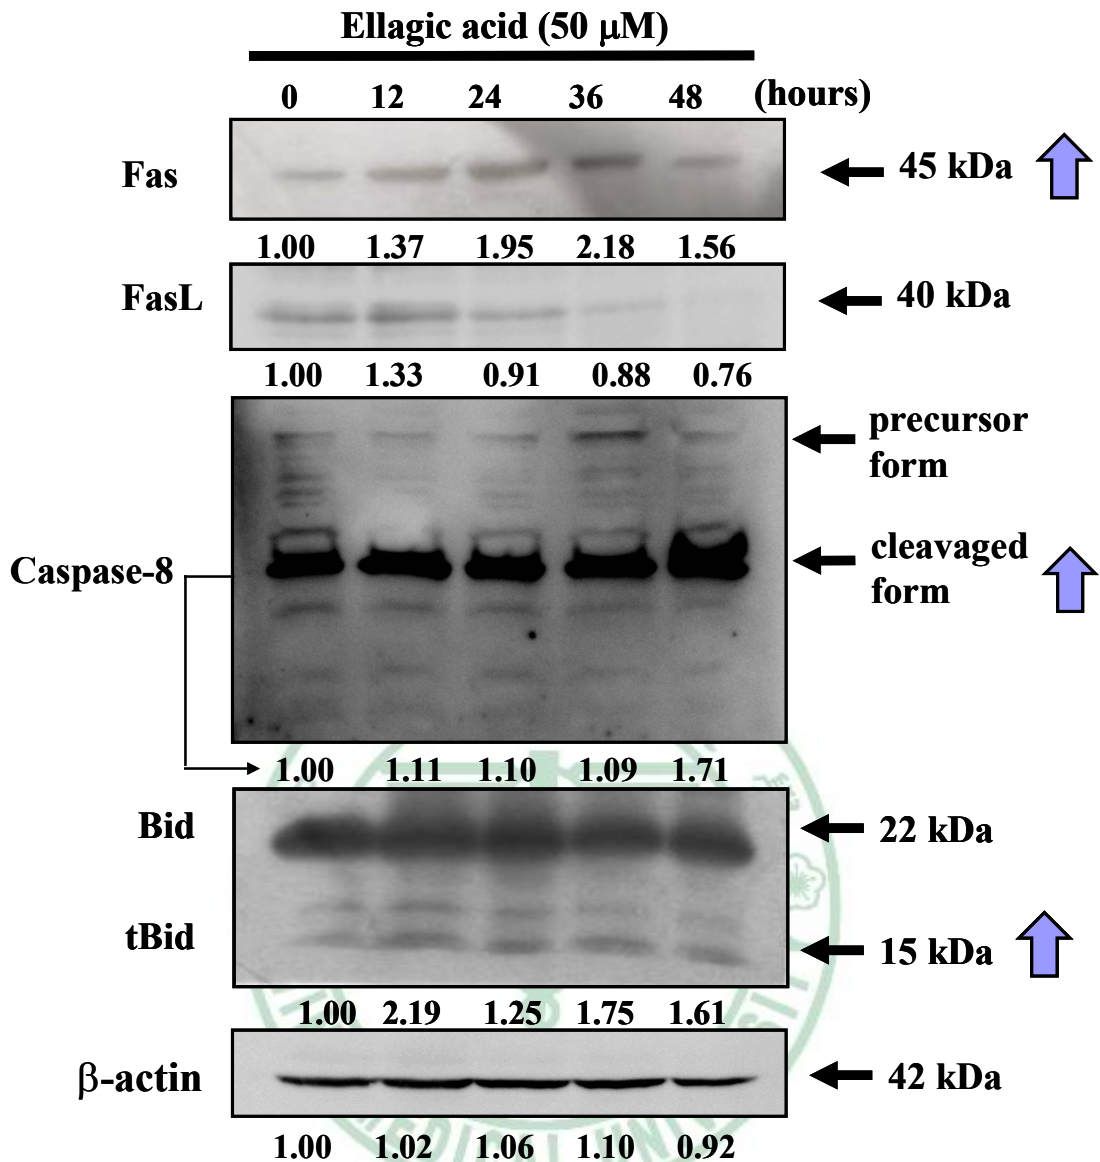 Ellagic acid (50 μM)
0 12 24 36 48 (hours)
Fas
45 kDa
1.00 1.37 1.95 2.18 1.56
FasL
40 kDa
1.00 1.33 0.91 0.88 0.76
precursor
form
Caspase-8
cleavaged
form
1.00 1.11 1.10 1.09 1.71
Bid
22 kDa
tBid
15 kDa
1.00 2.19 1.25 1.75 1.61
β-actin
42 kDa
1.00 1.02 1.06 1.10 0.92
MEDICAL UNIVERSITY